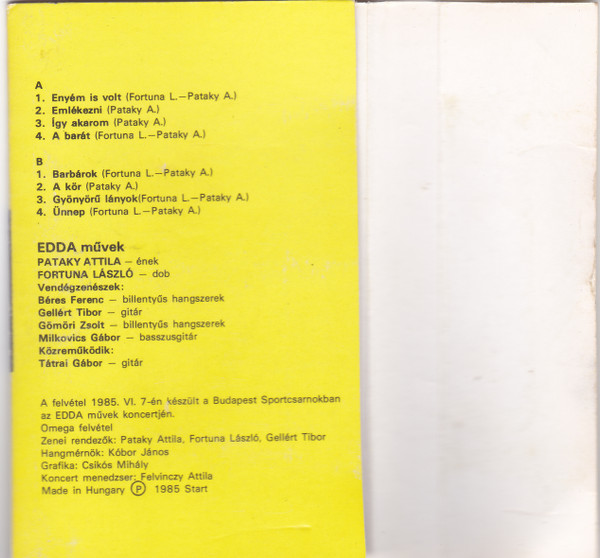 A
1. Enyém is volt (Fortuna L.—Pataky A.)
2. Emlékezni (Pataky A.)
3. Így akarom (Pataky A.)
4. A barát (Fortuna L.—Pataky A.)
B
1. Barbárok (Fortuna L.—Pataky A.)
2. A kör (Pataky A.)
3. Gyönyörű lányok(Fortuna L.—Pataky A.)
4. Ünnep (Fortuna L.—Pataky A.)
EDDA művek
PATAKY ATTILA — ének
FORTUNA LÁSZLÓ — dob
Vendégzenészek:
Béres Ferenc — billentyűs hangszerek
Gellért Tibor — gitár
Gömöri Zsolt — billentyűs hangszerek
Milkovics Gábor — basszusgitár
Közreműködik:
Tátrai Gábor — gitár
A felvétel 1985. VI. 7-én készült a Budapest Sportcsarnokban
az EDDA művek koncertjén.
Omega felvétel
Zenei rendezők: Pataky Attila, Fortuna László, Gellért Tibor
Hangmérnök: Kóbor János
Grafika: Csikós Mihály
Koncert menedzser: Felvinczy Attila
Made in Hungary Ⓟ 1985 Start